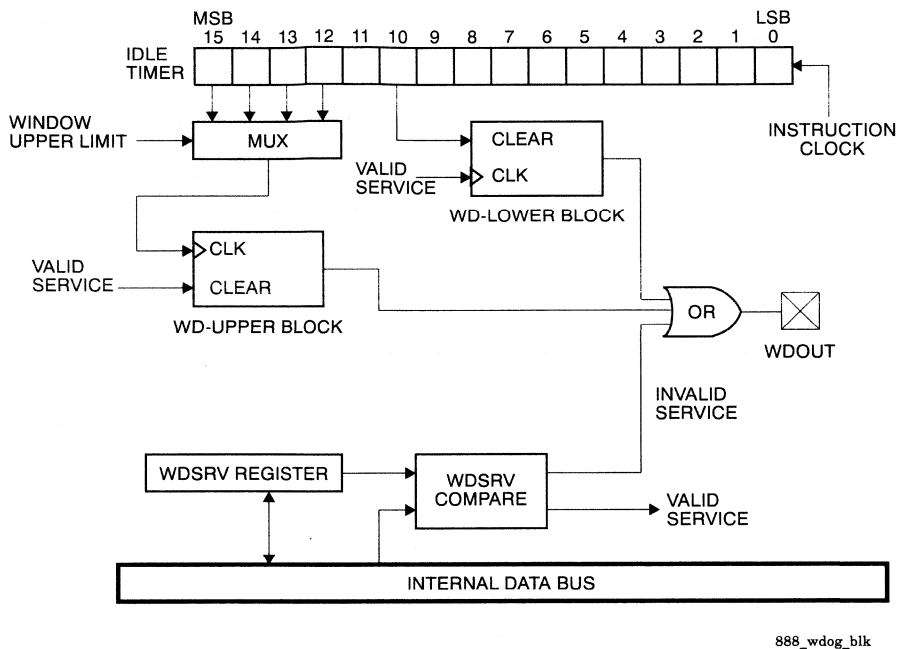 MSB LSB
15 14 13 12 11 10 9 8 7 6 5 4 3 2 1 0
IDLE
TIMER
WINDOW
UPPER LIMIT
MUX
CLEAR
INSTRUCTION
CLOCK
VALID
SERVICE
CLK
WD-LOWER BLOCK
CLK
VALID
SERVICE
CLEAR
WD-UPPER BLOCK
OR
WDOUT
INVALID
SERVICE
WDSRV REGISTER
WDSRV
COMPARE
VALID
SERVICE
INTERNAL DATA BUS
888_wdog_blk